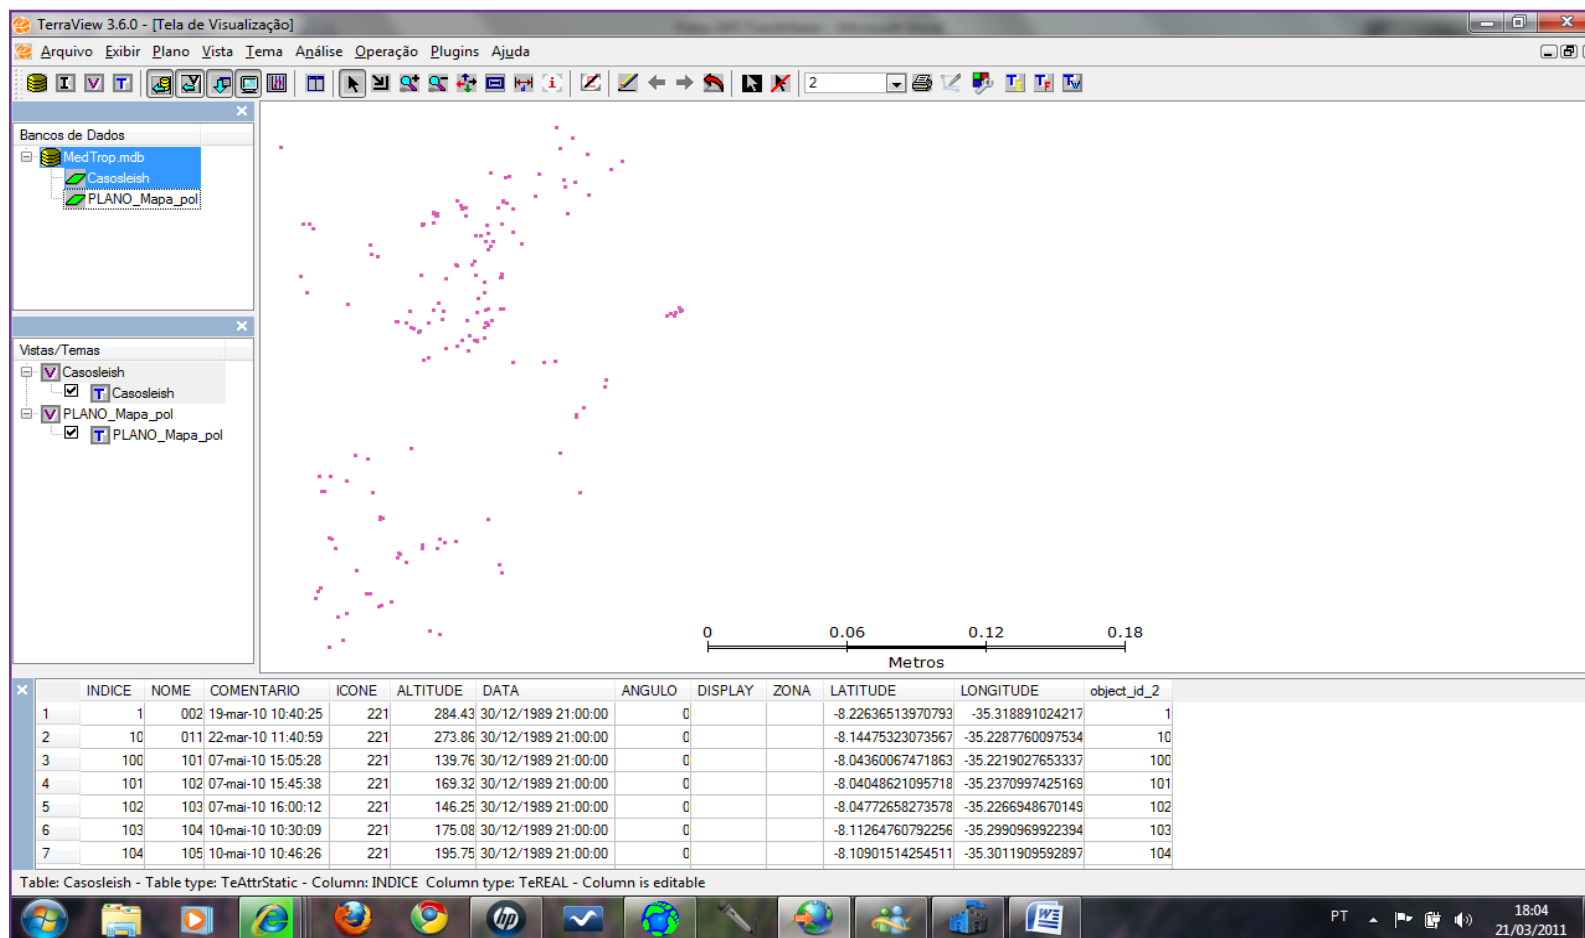 TerraView 3.6.0 - [Tela de Visualização]
Arquivo Exibir Plano Vista Tema Análise Operação Plugins Ajuda
2
Bancos de Dados
MedTrop.mdb
Casosleish
PLANO_Mapa_pol
Vistas/Temas
Casosleish
Casosleish
PLANO_Mapa_pol
PLANO_Mapa_pol
0 0.06 0.12 0.18
Metros
INDICE NOME COMENTARIO ICONE ALTITUDE DATA ANGULO DISPLAY ZONA LATITUDE LONGITUDE object_id_2
1 1 002 19-mar-10 10:40:25 221 284.43 30/12/1989 21:00:00 0 -8.22636513970793 -35.318891024217 1
2 10 011 22-mar-10 11:40:59 221 273.86 30/12/1989 21:00:00 0 -8.14475323073567 -35.2287760097534 10
3 100 101 07-mai-10 15:05:28 221 139.76 30/12/1989 21:00:00 0 -8.04360067471863 -35.2219027653337 100
4 101 102 07-mai-10 15:45:38 221 169.32 30/12/1989 21:00:00 0 -8.04048621095718 -35.2370997425169 101
5 102 103 07-mai-10 16:00:12 221 146.25 30/12/1989 21:00:00 0 -8.04772658273578 -35.2266948670149 102
6 103 104 10-mai-10 10:30:09 221 175.08 30/12/1989 21:00:00 0 -8.11264760792256 -35.2990969922394 103
7 104 105 10-mai-10 10:46:26 221 195.75 30/12/1989 21:00:00 0 -8.10901514254511 -35.3011909592897 104
Table: Casosleish - Table type: TeAttrStatic - Column: INDICE Column type: TeREAL - Column is editable
PT
18:04
21/03/2011